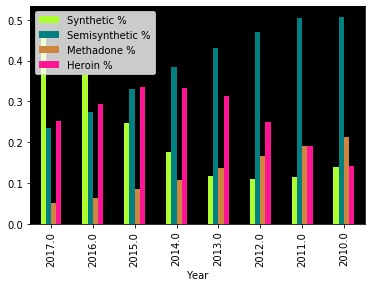 Synthetic %
Semisynthetic %
Methadone %
Heroin %
0.5
0.4
0.3
0.2
0.1
0.0
2017.0
2016.0
2015.0
2014.0
2013.0
2012.0
2011.0
2010.0
Year